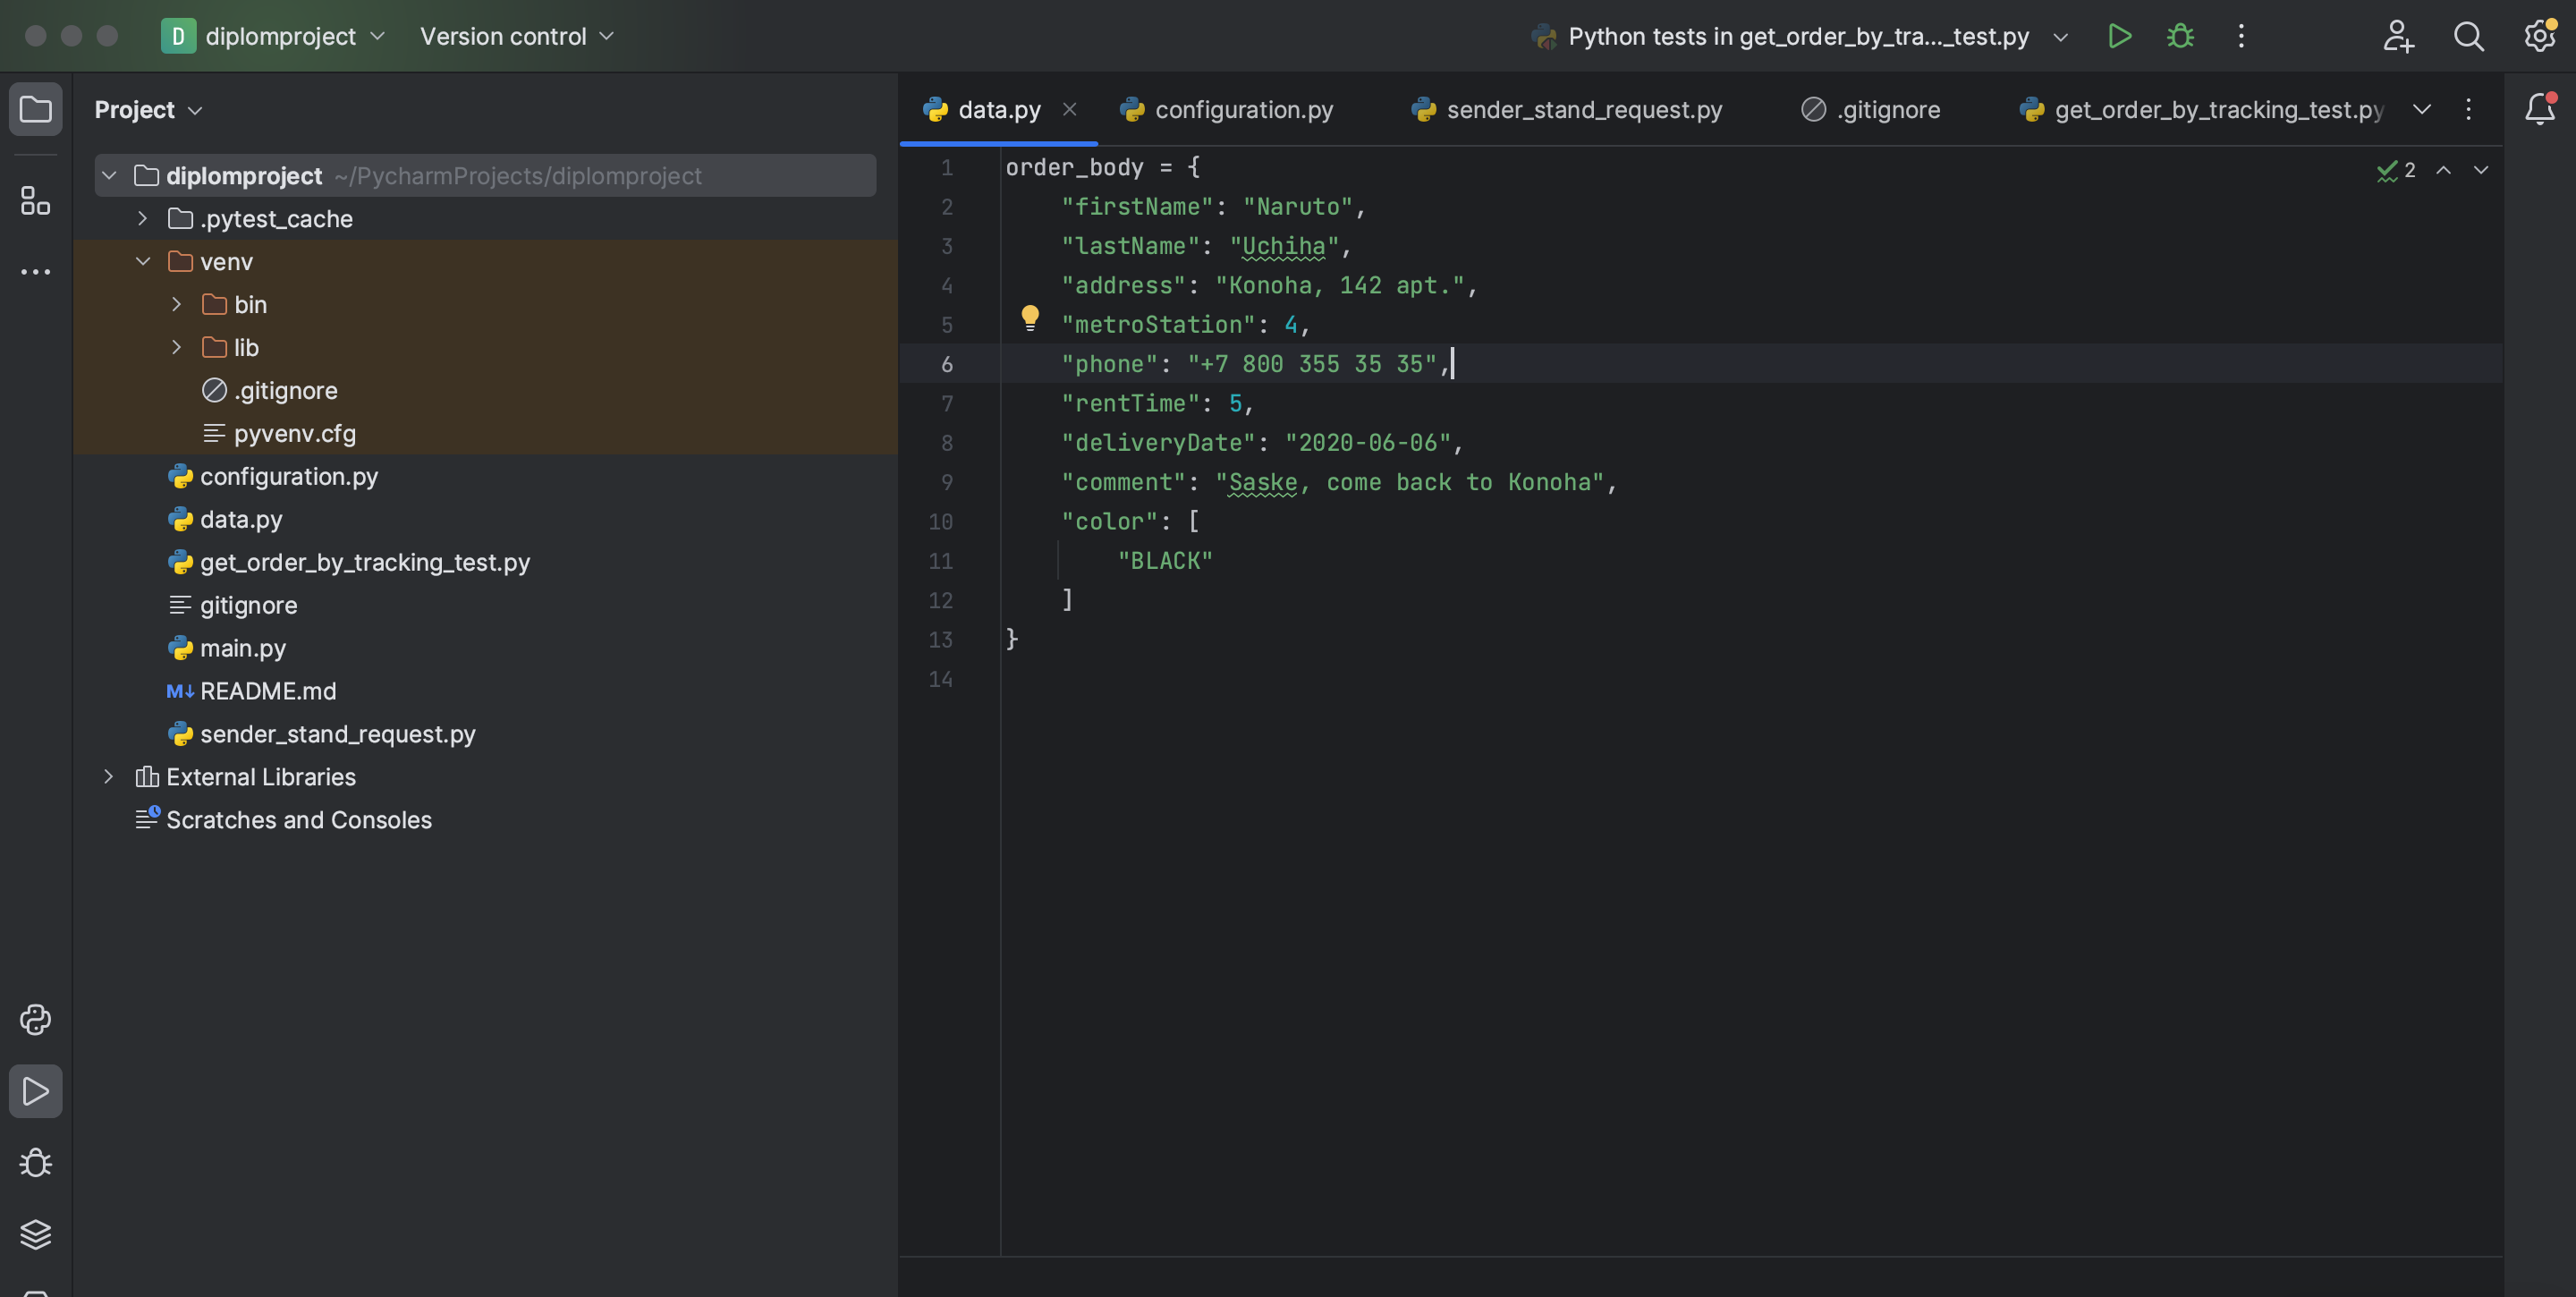 D diplomproject Version control Python tests in get_order_by_tra..._test.py
Project
diplomproject ~/PycharmProjects/diplomproject
.pytest_cache
venv
bin
lib
.gitignore
pyvenv.cfg
configuration.py
data.py
get_order_by_tracking_test.py
gitignore
main.py
M↓ README.md
sender_stand_request.py
External Libraries
Scratches and Consoles
data.py configuration.py sender_stand_request.py .gitignore get_order_by_tracking_test.py
1 order_body = {
2 "firstName": "Naruto",
3 "lastName": "Uchiha",
4 "address": "Konoha, 142 apt.",
5 "metroStation": 4,
6 "phone": "+7 800 355 35 35",
7 "rentTime": 5,
8 "deliveryDate": "2020-06-06",
9 "comment": "Saske, come back to Konoha",
10 "color": [
11 "BLACK"
12 ]
13 }
14
2